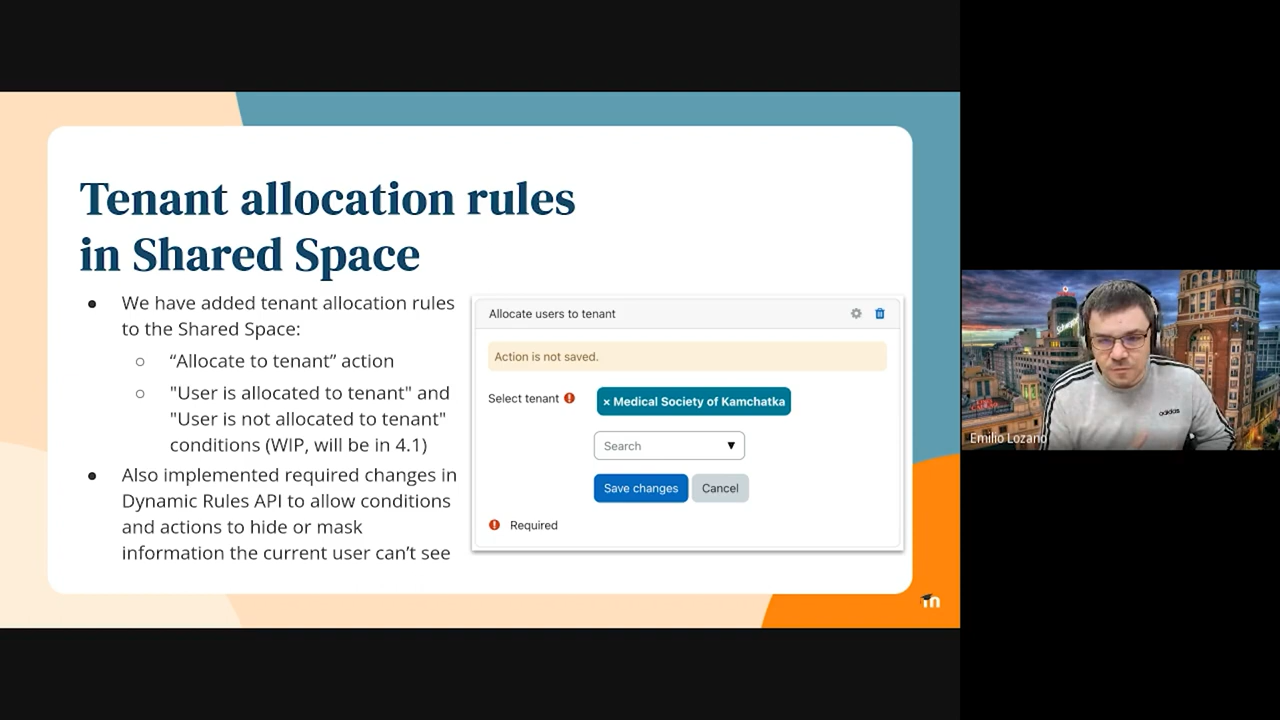 Tenant allocation rules
in Shared Space
● We have added tenant allocation rules
to the Shared Space:
○ “Allocate to tenant” action
○ "User is allocated to tenant" and
"User is not allocated to tenant"
conditions (WIP, will be in 4.1)
● Also implemented required changes in
Dynamic Rules API to allow conditions
and actions to hide or mask
information the current user can’t see
Allocate users to tenant
Action is not saved.
Select tenant
× Medical Society of Kamchatka
Search
Save changes Cancel
Required
m
Schweppes
adidas
Emilio Lozano